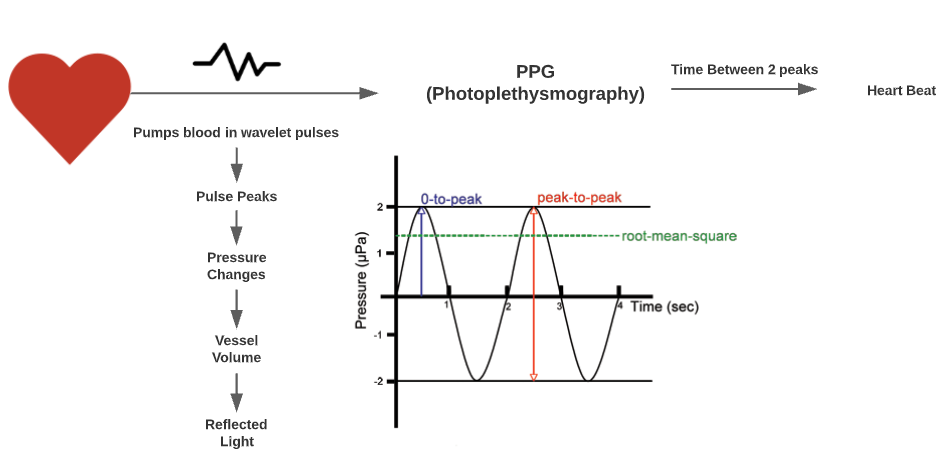 PPG
(Photoplethysmography)
Time Between 2 peaks
Heart Beat
Pumps blood in wavelet pulses
Pulse Peaks
Pressure
Changes
Vessel
Volume
Reflected
Light
0-to-peak
peak-to-peak
root-mean-square
Pressure (µPa)
2
1
-1
-2
1
2
3
4
Time (sec)